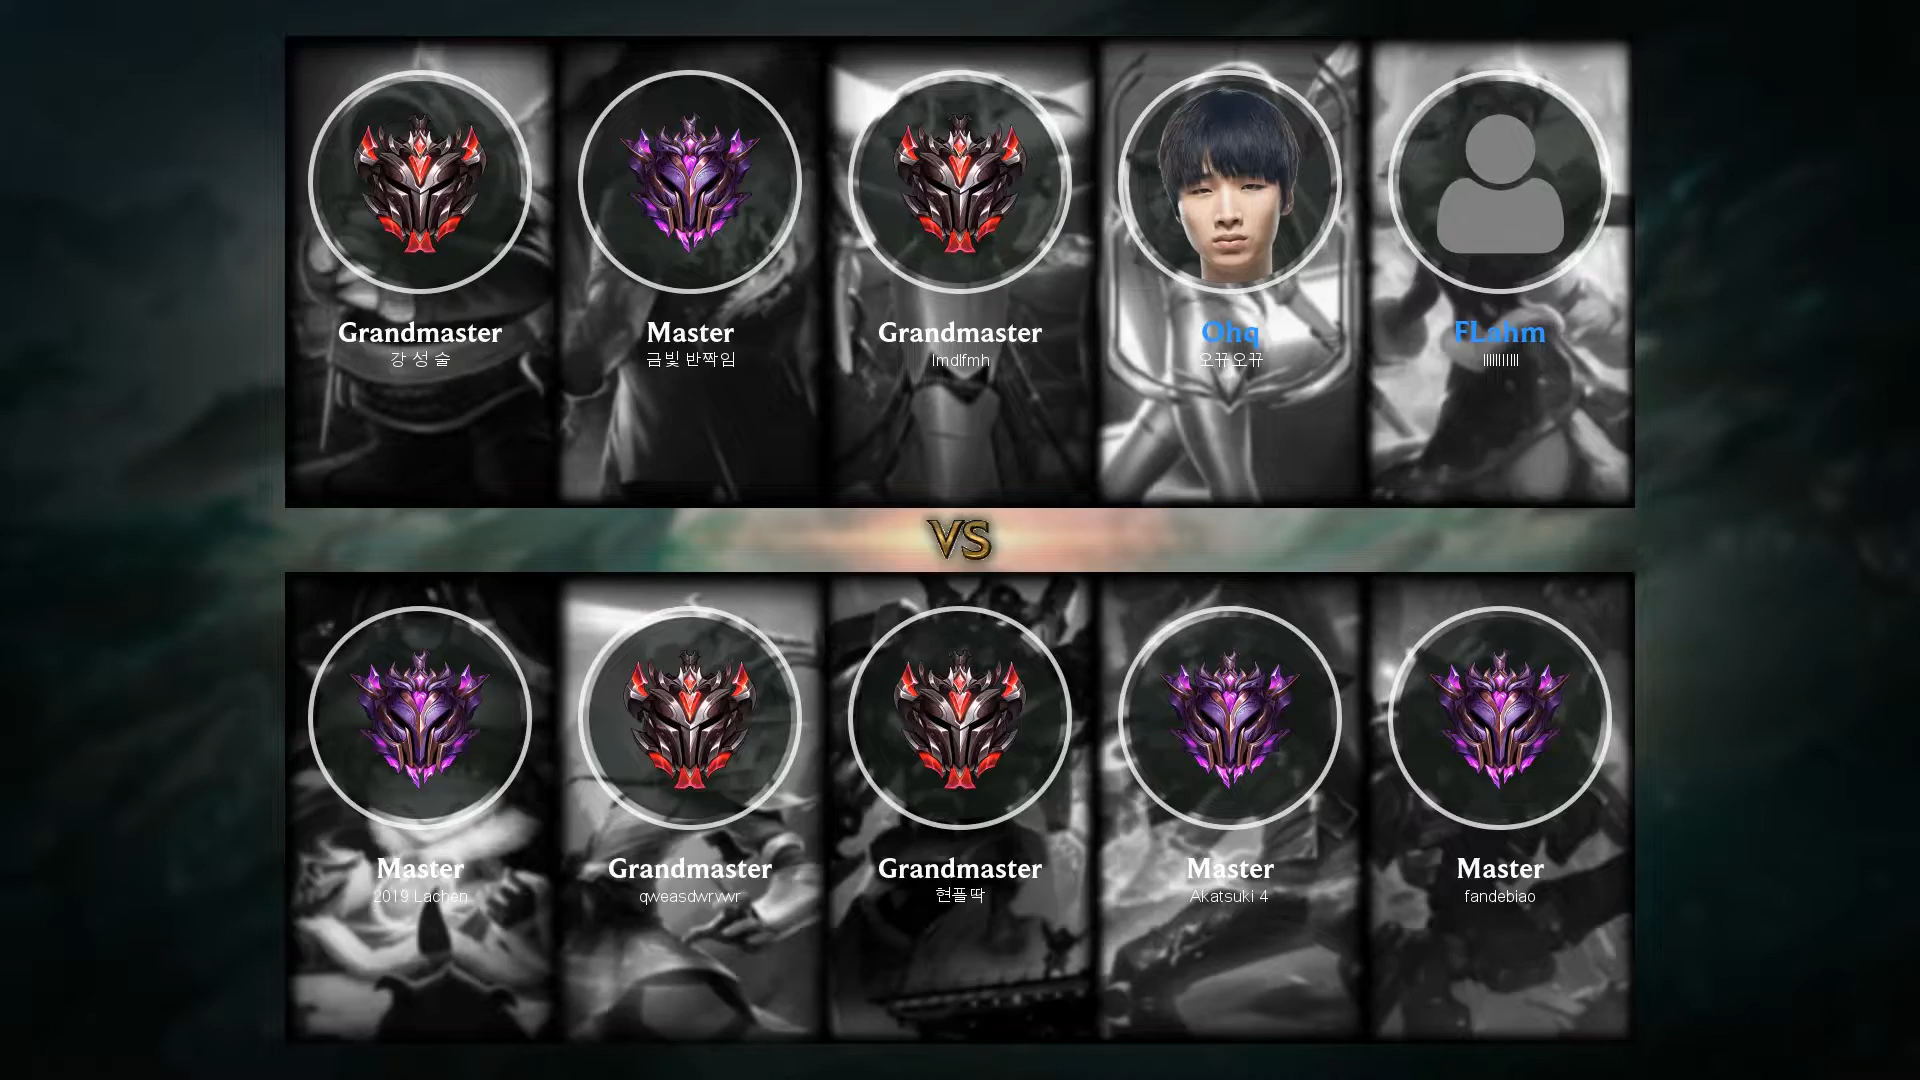 Grandmaster
강 성 술
Master
금빛 반짝임
Grandmaster
lmdlfmh
Ohq
오뀨오뀨
FLahm
VS
Master
2019 Lachen
Grandmaster
qweasdwrvwr
Grandmaster
현플딱
Master
Akatsuki 4
Master
fandebiao